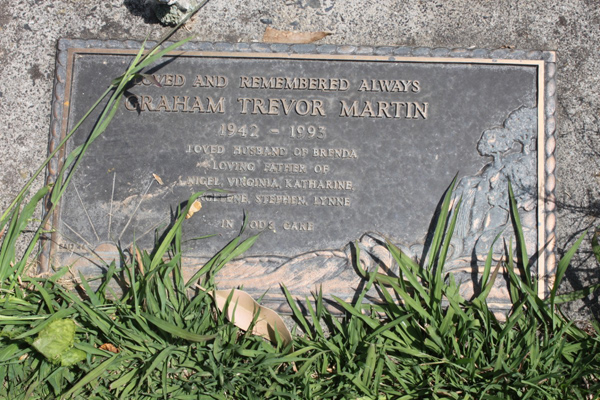 LOVED AND REMEMBERED ALWAYS
GRAHAM TREVOR MARTIN
1942 - 1993
LOVED HUSBAND OF BRENDA
LOVING FATHER OF
NIGEL, VIRGINIA, KATHARINE,
STEPHEN, LYNNE
IN GODS CARE